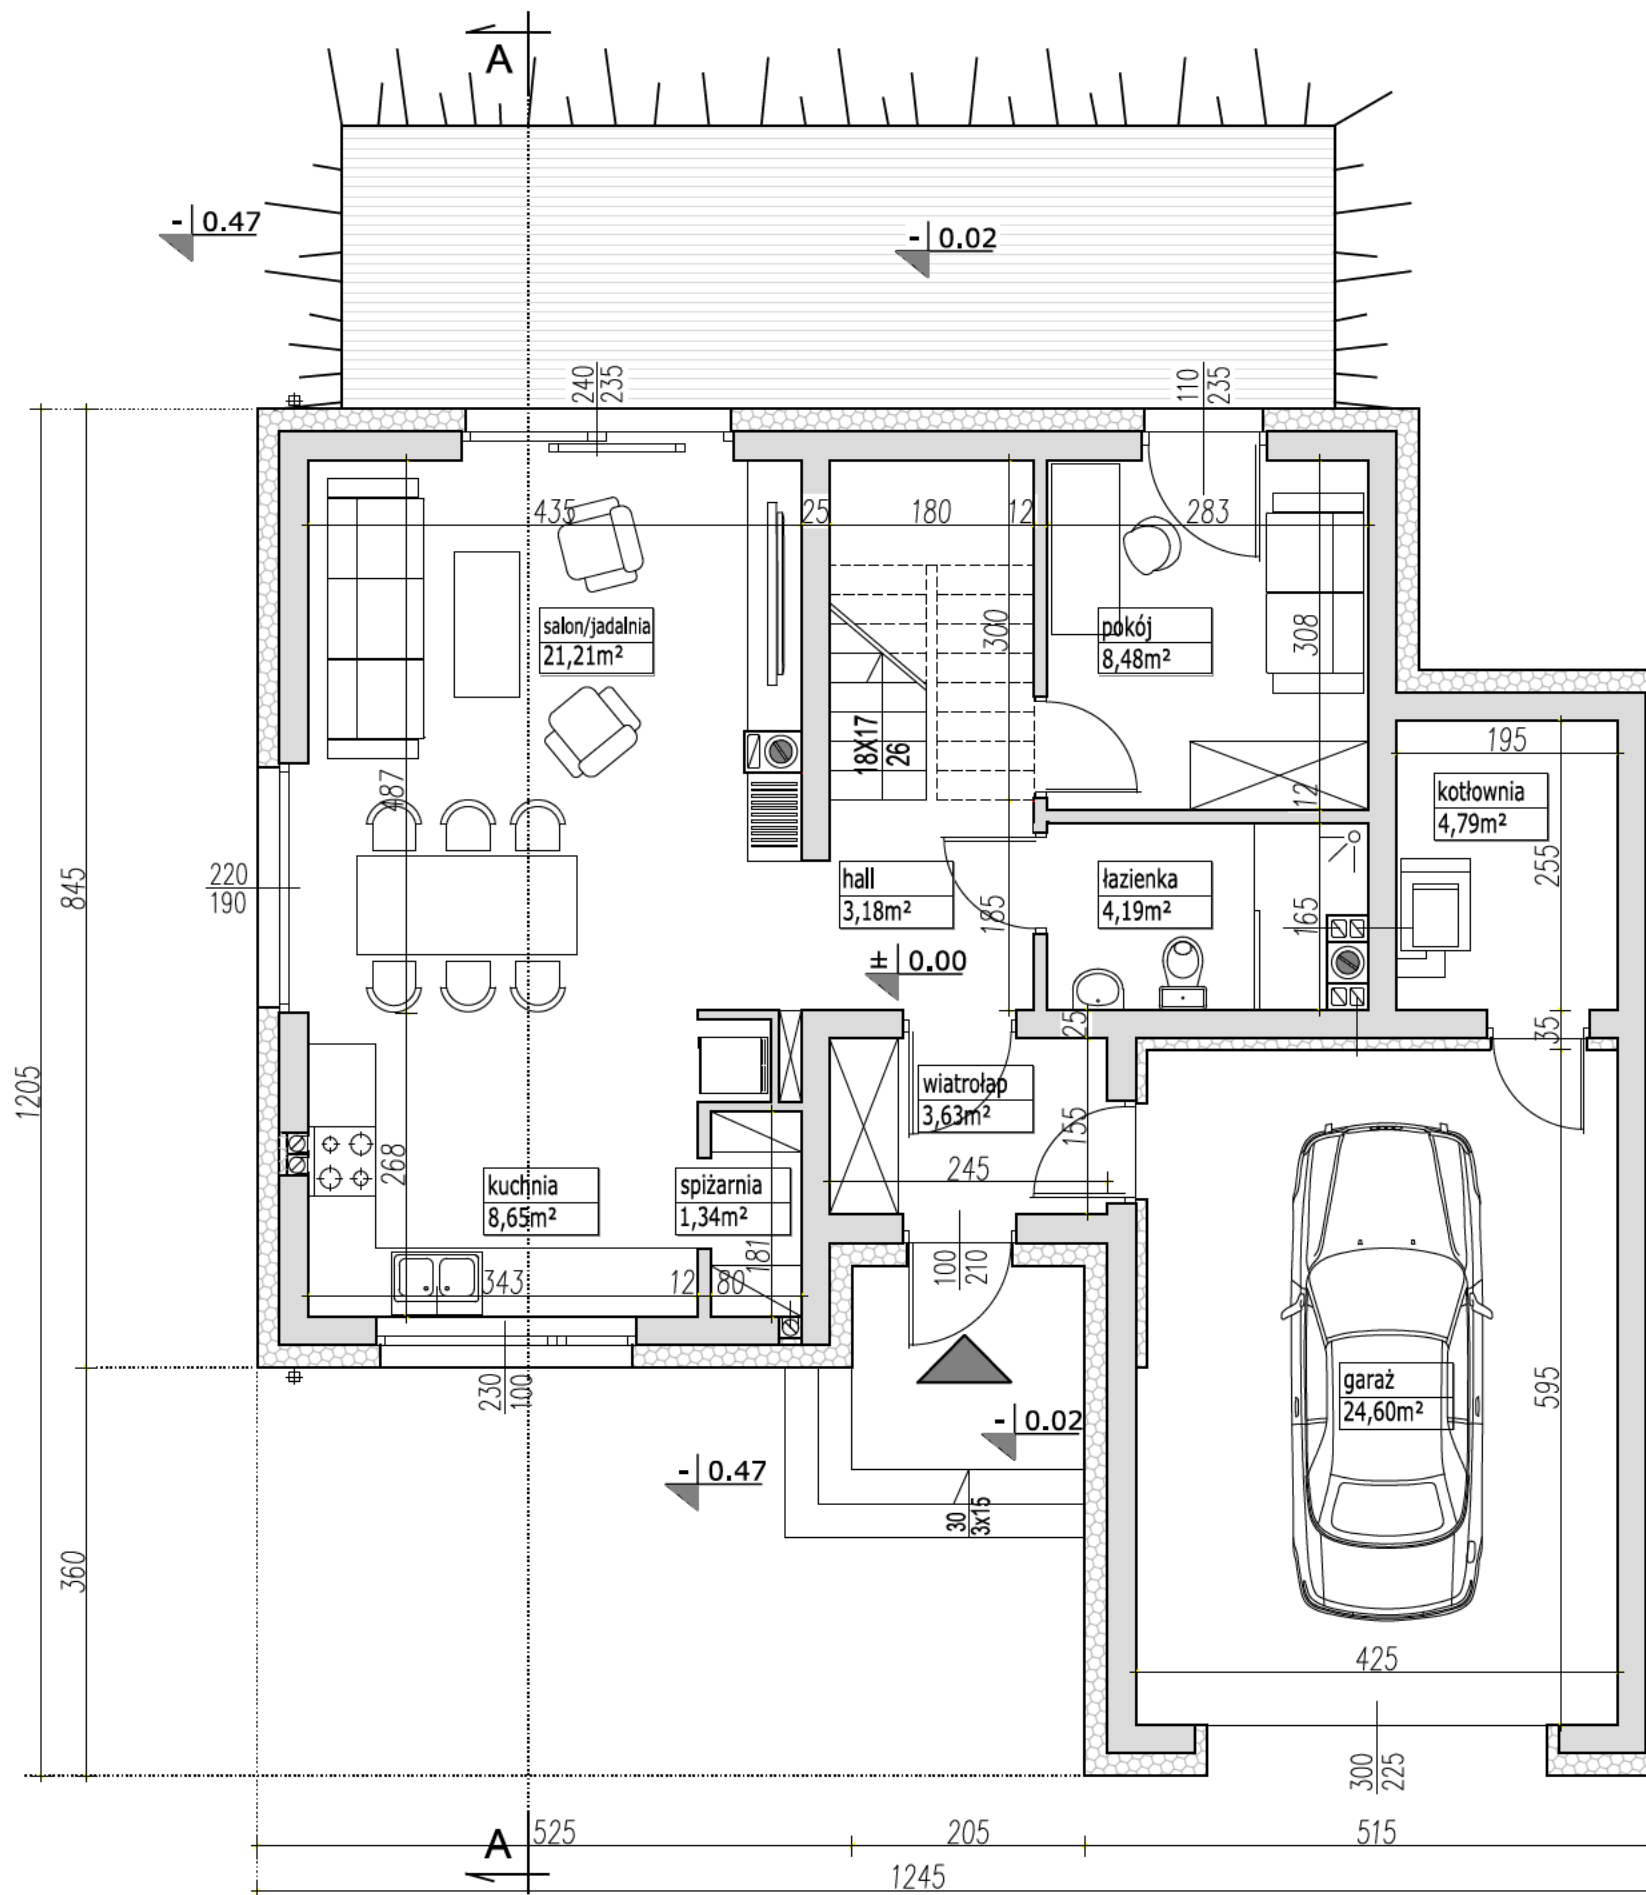 A
- 0.47
- 0.02
240
235
110
235
435
25
180
12
283
salon/jadalnia
21,21m²
300
pokój
8,48m²
308
18X17
26
195
487
12
kotłownia
4,79m²
220
190
845
hall
3,18m²
185
łazienka
4,19m²
165
255
± 0.00
25
35
1205
wiatrołap
3,63m²
155
268
245
kuchnia
8,65m²
spiżarnia
1,34m²
181
343
12
80
100
210
230
100
garaż
24,60m²
595
- 0.02
- 0.47
30
3x15
360
425
300
225
A
525
205
515
1245